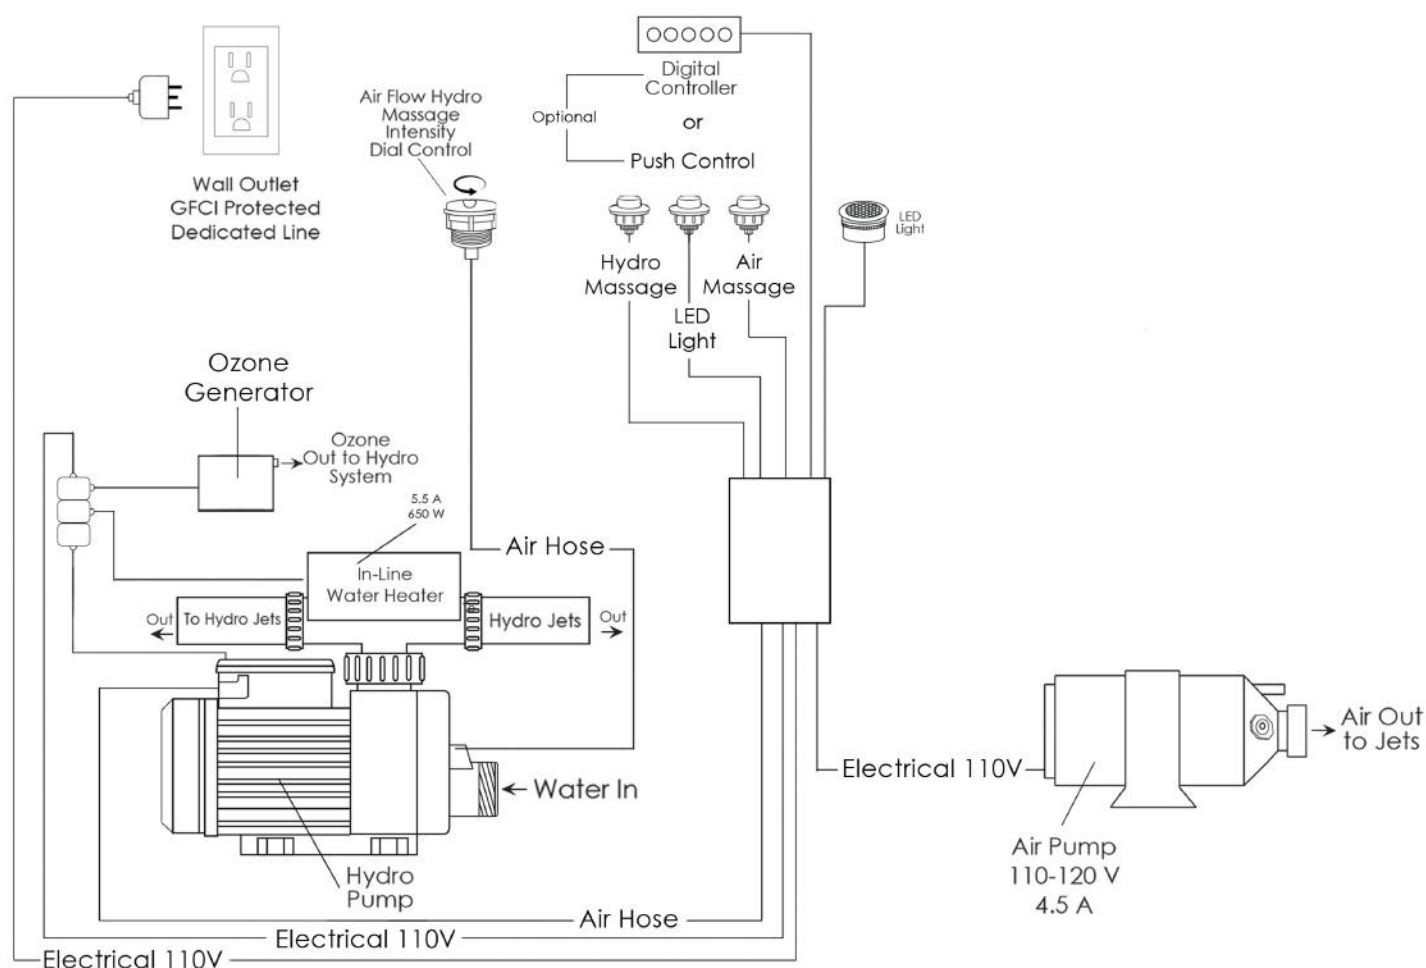 Digital
Controller
Optional
or
Push Control
Air Flow Hydro
Massage
Intensity
Dial Control
Wall Outlet
GFCI Protected
Dedicated Line
LED
Light
Hydro
Massage
Air
Massage
LED
Light
Ozone
Generator
Ozone
Out to Hydro
System
5.5 A
650 W
Air Hose
In-Line
Water Heater
Out
To Hydro Jets
Hydro Jets
Out
Air Out
to Jets
Electrical 110V
Water In
Air Pump
110-120 V
4.5 A
Hydro
Pump
Air Hose
Electrical 110V
Electrical 110V